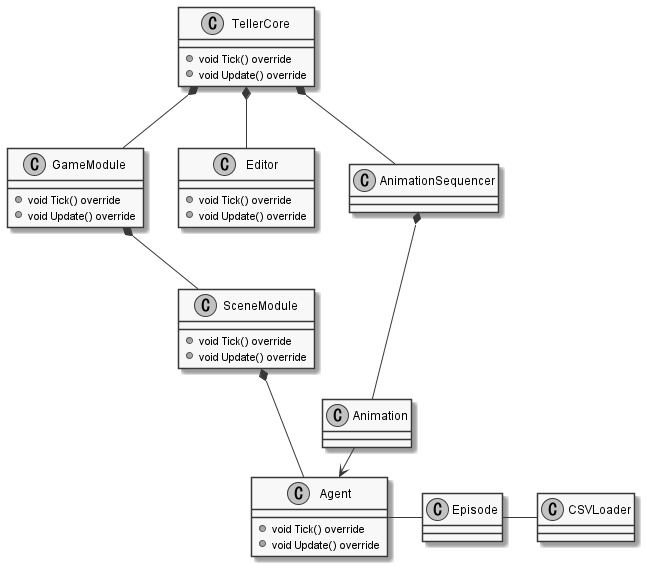 C TellerCore
void Tick() override
void Update() override
C GameModule
void Tick() override
void Update() override
C Editor
void Tick() override
void Update() override
C AnimationSequencer
C SceneModule
void Tick() override
void Update() override
C Animation
C Agent
void Tick() override
void Update() override
C Episode
C CSVLoader